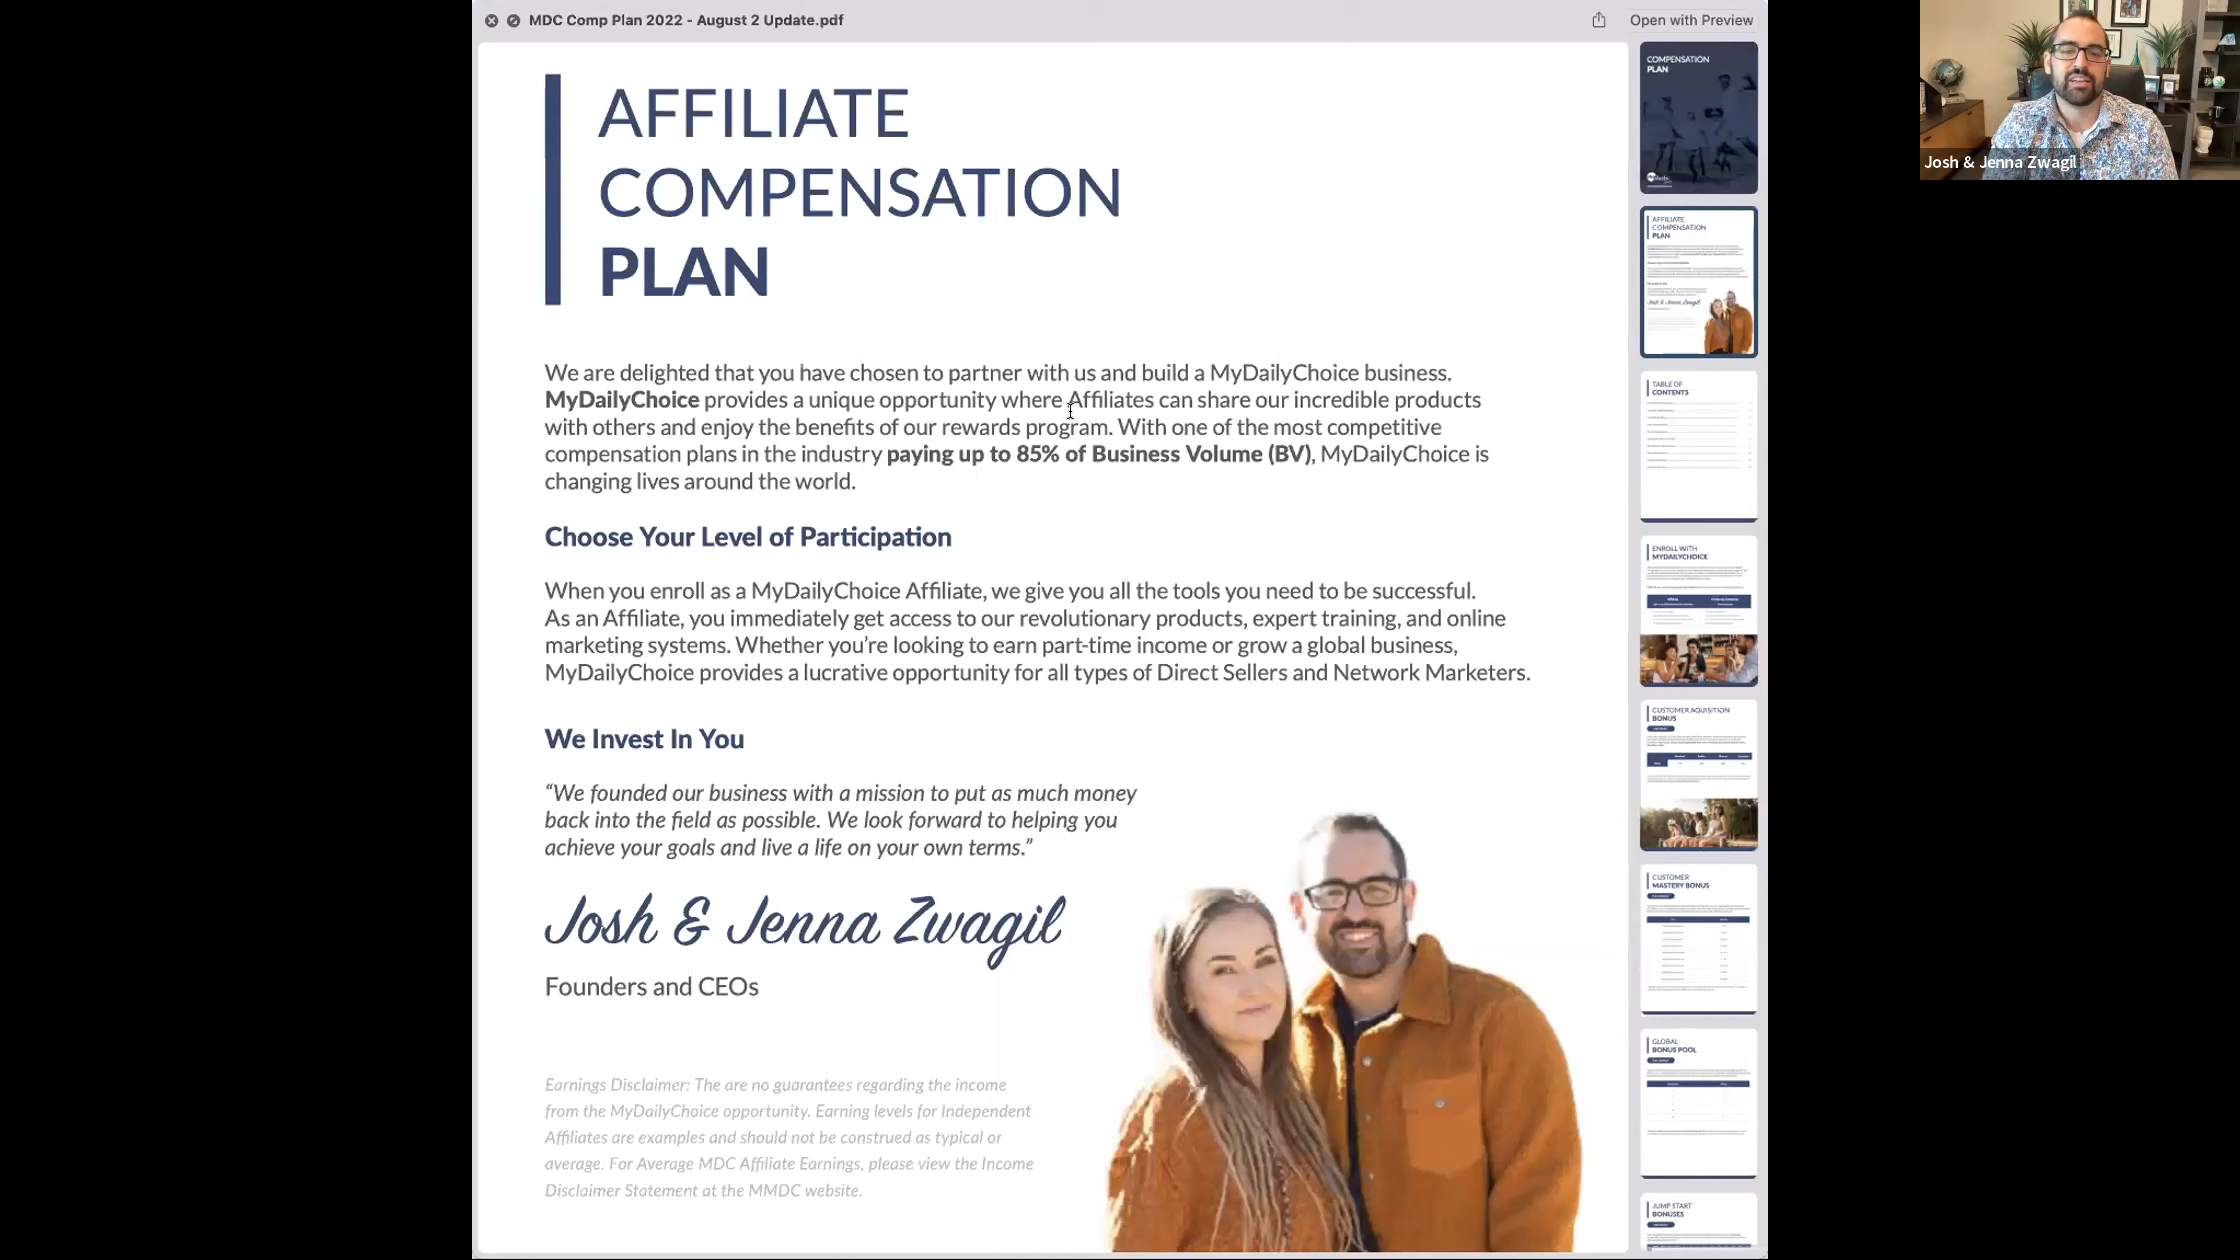 MDC Comp Plan 2022 - August 2 Update.pdf
Open with Preview
AFFILIATE
COMPENSATION
PLAN
We are delighted that you have chosen to partner with us and build a MyDailyChoice business.
MyDailyChoice provides a unique opportunity where Affiliates can share our incredible products
with others and enjoy the benefits of our rewards program. With one of the most competitive
compensation plans in the industry paying up to 85% of Business Volume (BV), MyDailyChoice is
changing lives around the world.
Choose Your Level of Participation
When you enroll as a MyDailyChoice Affiliate, we give you all the tools you need to be successful.
As an Affiliate, you immediately get access to our revolutionary products, expert training, and online
marketing systems. Whether you're looking to earn part-time income or grow a global business,
MyDailyChoice provides a lucrative opportunity for all types of Direct Sellers and Network Marketers.
We Invest In You
“We founded our business with a mission to put as much money
back into the field as possible. We look forward to helping you
achieve your goals and live a life on your own terms.”
Josh & Jenna Zwagil
Founders and CEOs
Earnings Disclaimer: The are no guarantees regarding the income
from the MyDailyChoice opportunity. Earning levels for Independent
Affiliates are examples and should not be construed as typical or
average. For Average MDC Affiliate Earnings, please view the Income
Disclaimer Statement at the MMDC website.
COMPENSATION
PLAN
AFFILIATE
COMPENSATION
PLAN
Josh & Jenna Zwagil
TABLE OF
CONTENTS
ENROLL WITH
MYDAILYCHOICE
CUSTOMER AQUISITION
BONUS
CUSTOMER
MASTERY BONUS
GLOBAL
BONUS POOL
JUMP START
BONUSES
Josh & Jenna Zwagil